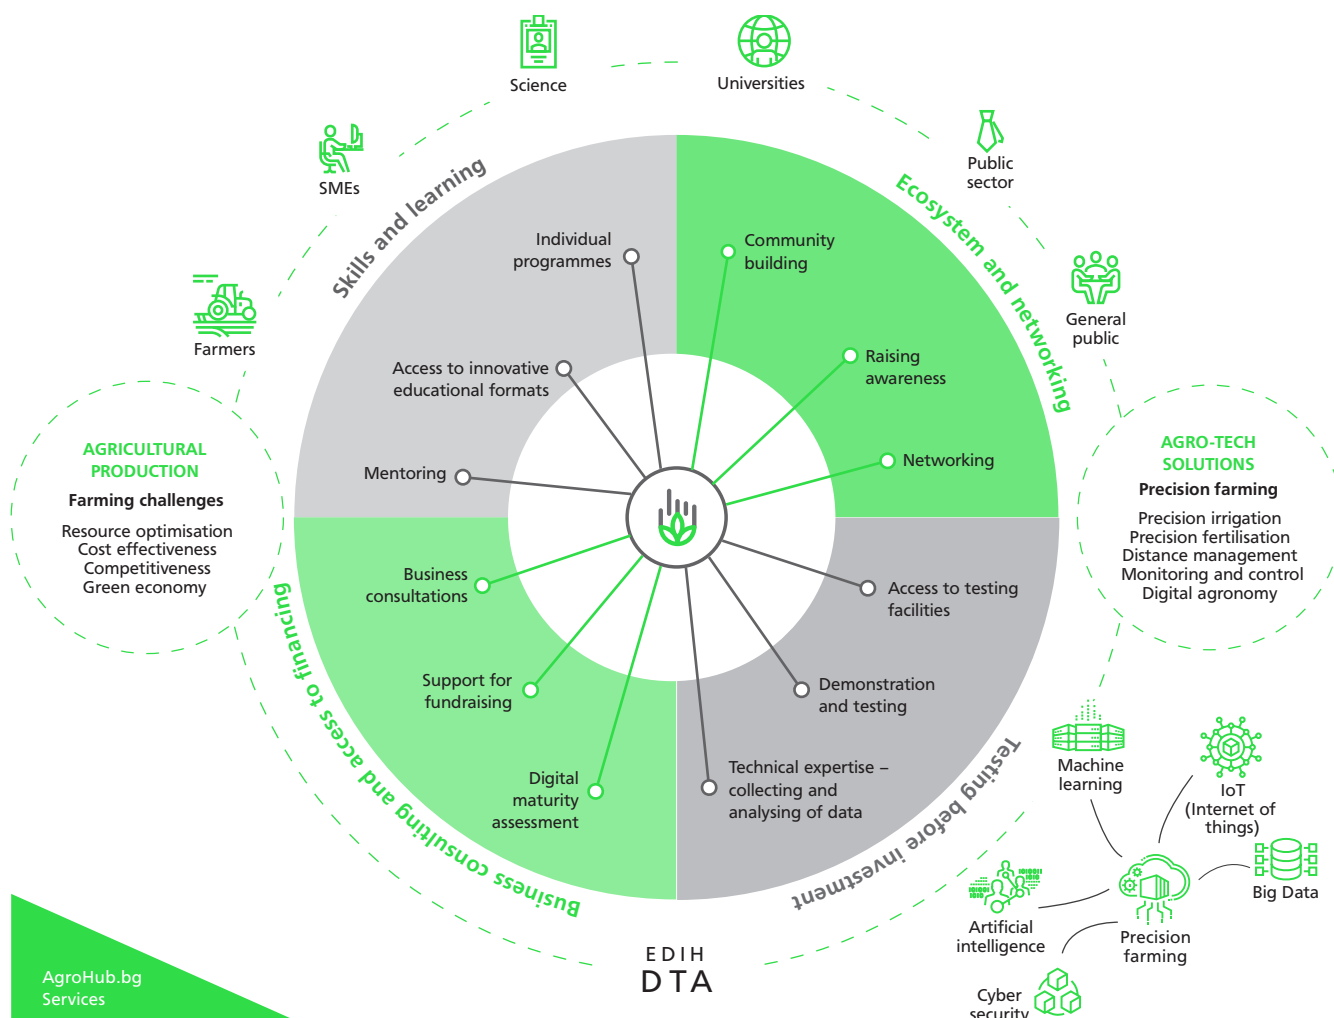 Science
Universities
SMEs
Public
sector
Farmers
General
public
Skills and learning
Ecosystem and networking
Individual
programmes
Access to innovative
educational formats
Mentoring
Community
building
Raising
awareness
Networking
AGRICULTURAL
PRODUCTION
Farming challenges
Resource optimisation
Cost effectiveness
Competitiveness
Green economy
AGRO-TECH
SOLUTIONS
Precision farming
Precision irrigation
Precision fertilisation
Distance management
Monitoring and control
Digital agronomy
Business
consultations
Support for
fundraising
Digital
maturity
assessment
Access to testing
facilities
Demonstration
and testing
Technical expertise –
collecting and
analysing of data
Business consulting and access to financing
Testing before investment
Machine
learning
IoT
(Internet of
things)
Big Data
101001
1010
1010011
1010
Artificial
intelligence
Precision
farming
Cyber
security
EDIH
DTA
AgroHub.bg
Services